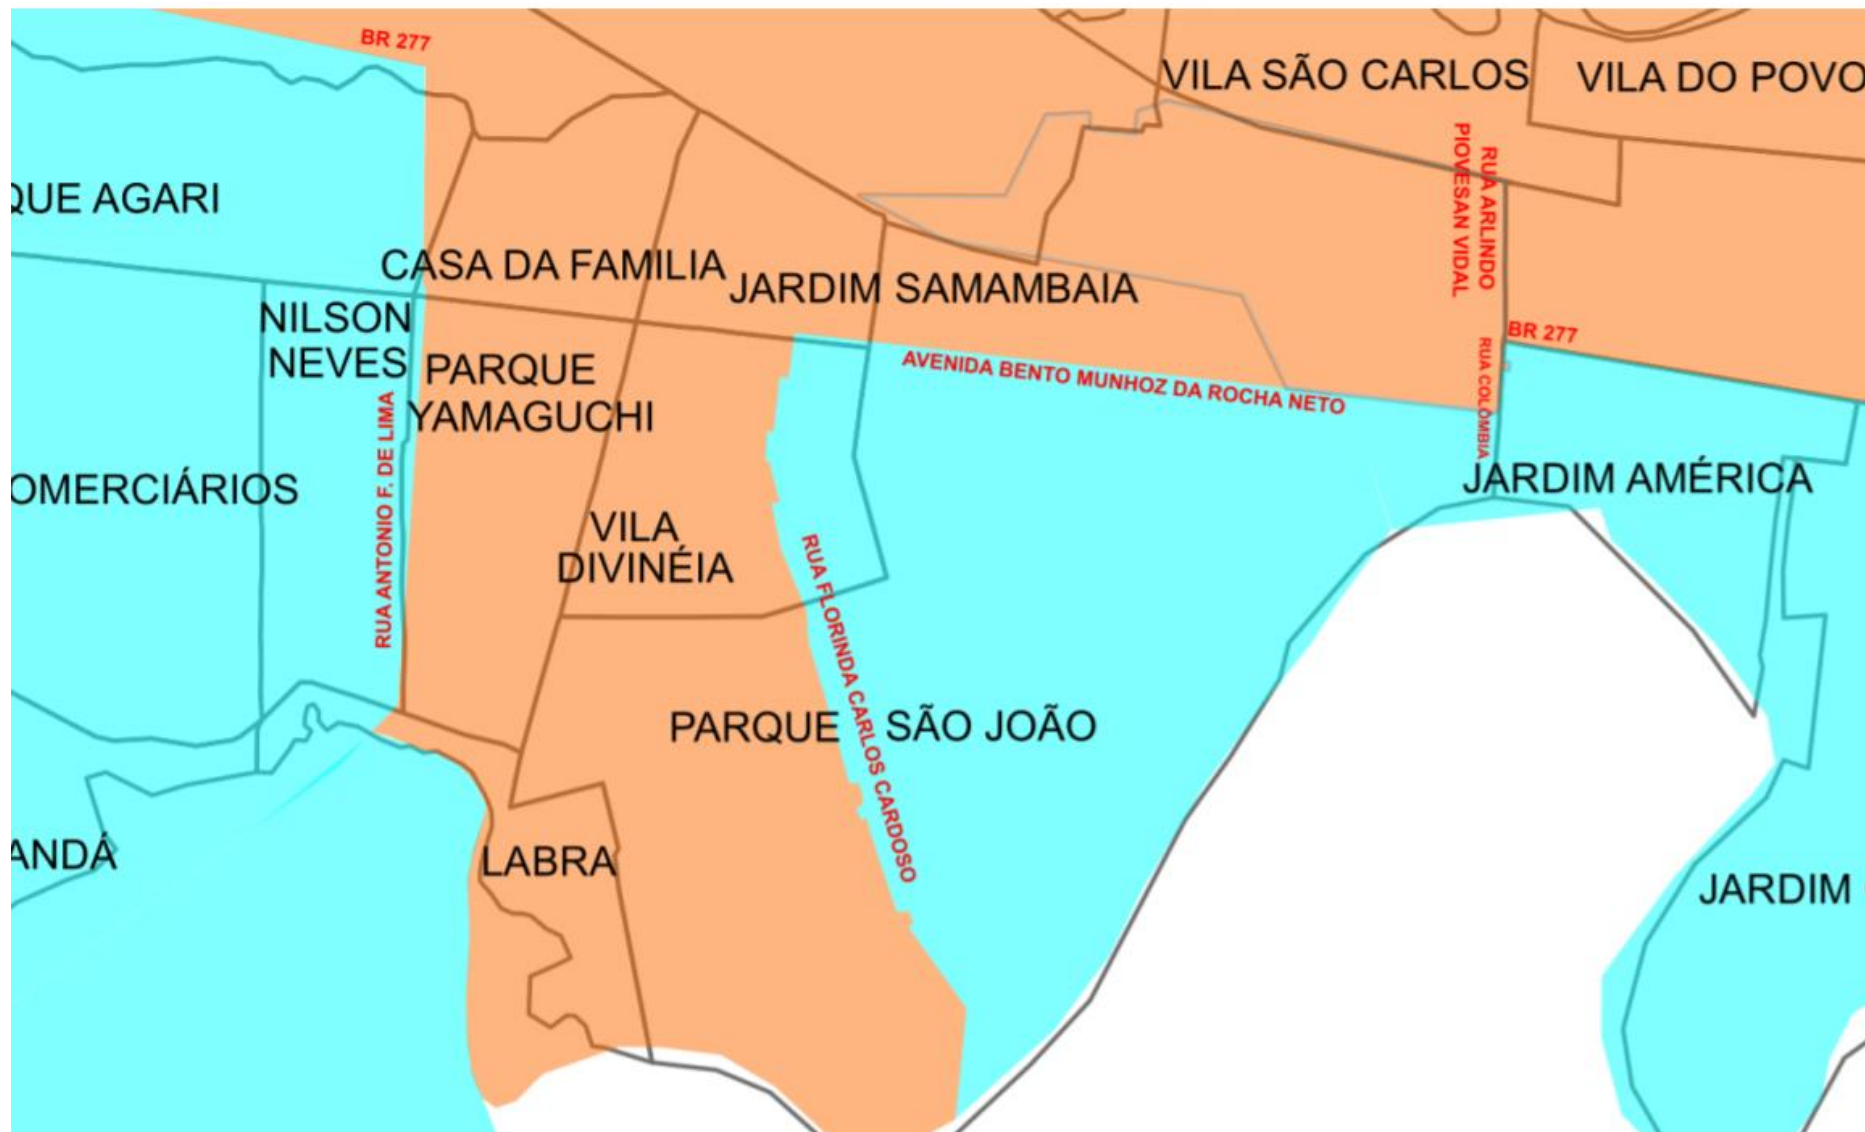 BR 277
VILA SÃO CARLOS
VILA DO POVO
RUA ARLINDO
PIOVESAN VIDAL
QUE AGARI
CASA DA FAMILIA
JARDIM SAMAMBAIA
NILSON
NEVES
BR 277
RUA COLÔMBIA
PARQUE
YAMAGUCHI
AVENIDA BENTO MUNHOZ DA ROCHA NETO
RUA ANTONIO F. DE LIMA
OMERCIÁRIOS
JARDIM AMÉRICA
VILA
DIVINÉIA
RUA FLORINDA CARLOS CARDOSO
PARQUE SÃO JOÃO
ANDÁ
LABRA
JARDIM